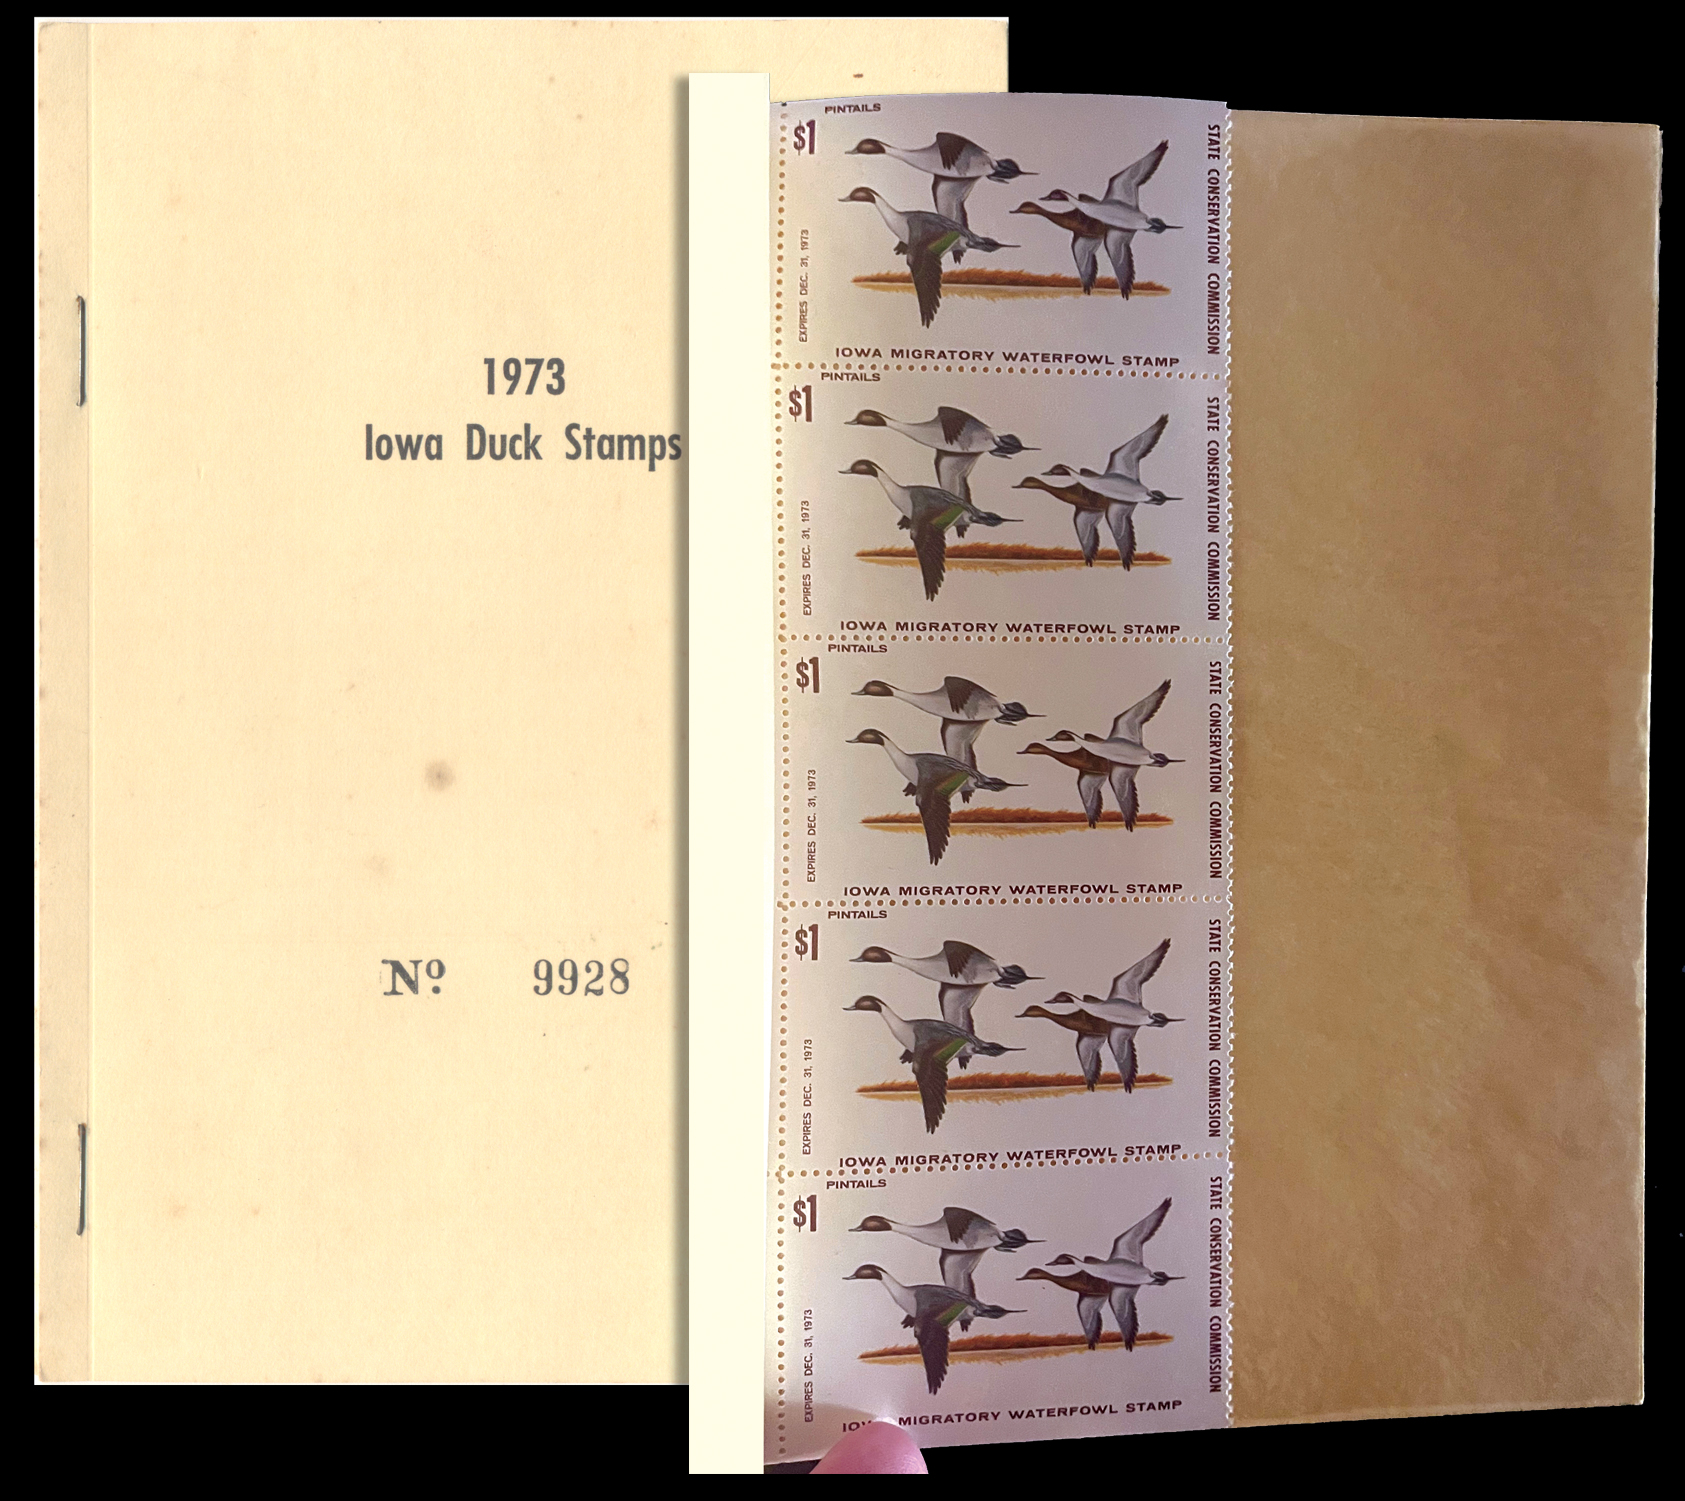 1973
Iowa Duck Stamps
Nº 9928
PINTAILS
$1
EXPIRES DEC. 31, 1973
STATE CONSERVATION COMMISSION
IOWA MIGRATORY WATERFOWL STAMP
PINTAILS
$1
EXPIRES DEC. 31, 1973
STATE CONSERVATION COMMISSION
IOWA MIGRATORY WATERFOWL STAMP
PINTAILS
$1
EXPIRES DEC. 31, 1973
STATE CONSERVATION COMMISSION
IOWA MIGRATORY WATERFOWL STAMP
PINTAILS
$1
EXPIRES DEC. 31, 1973
STATE CONSERVATION COMMISSION
IOWA MIGRATORY WATERFOWL STAMP
PINTAILS
$1
EXPIRES DEC. 31, 1973
STATE CONSERVATION COMMISSION
IOWA MIGRATORY WATERFOWL STAMP